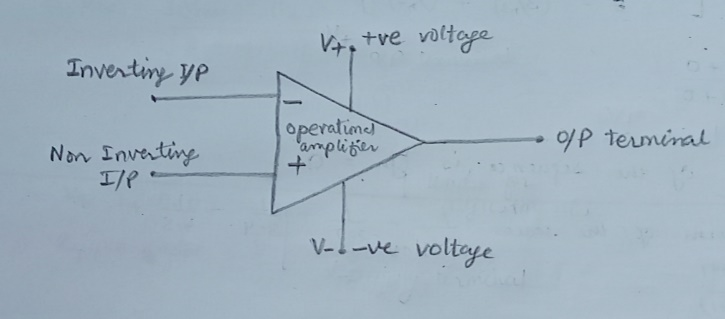 V+ +ve voltage
Inverting I/P
−
operational
amplifier
+
O/P terminal
Non Inverting
I/P
V- -ve voltage